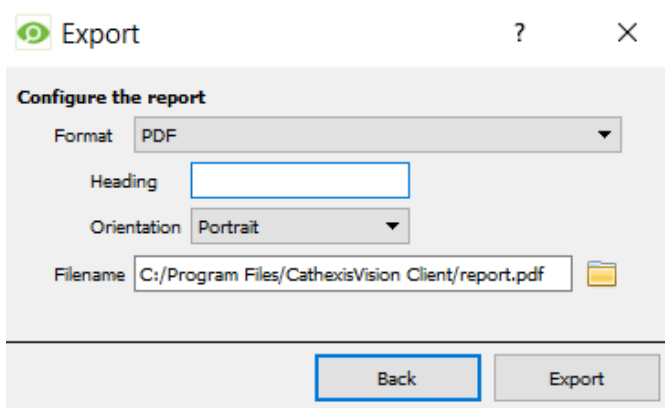 Export ?
Configure the report
Format PDF
Heading
Orientation Portrait
Filename C:/Program Files/CathexisVision Client/report.pdf
Back Export